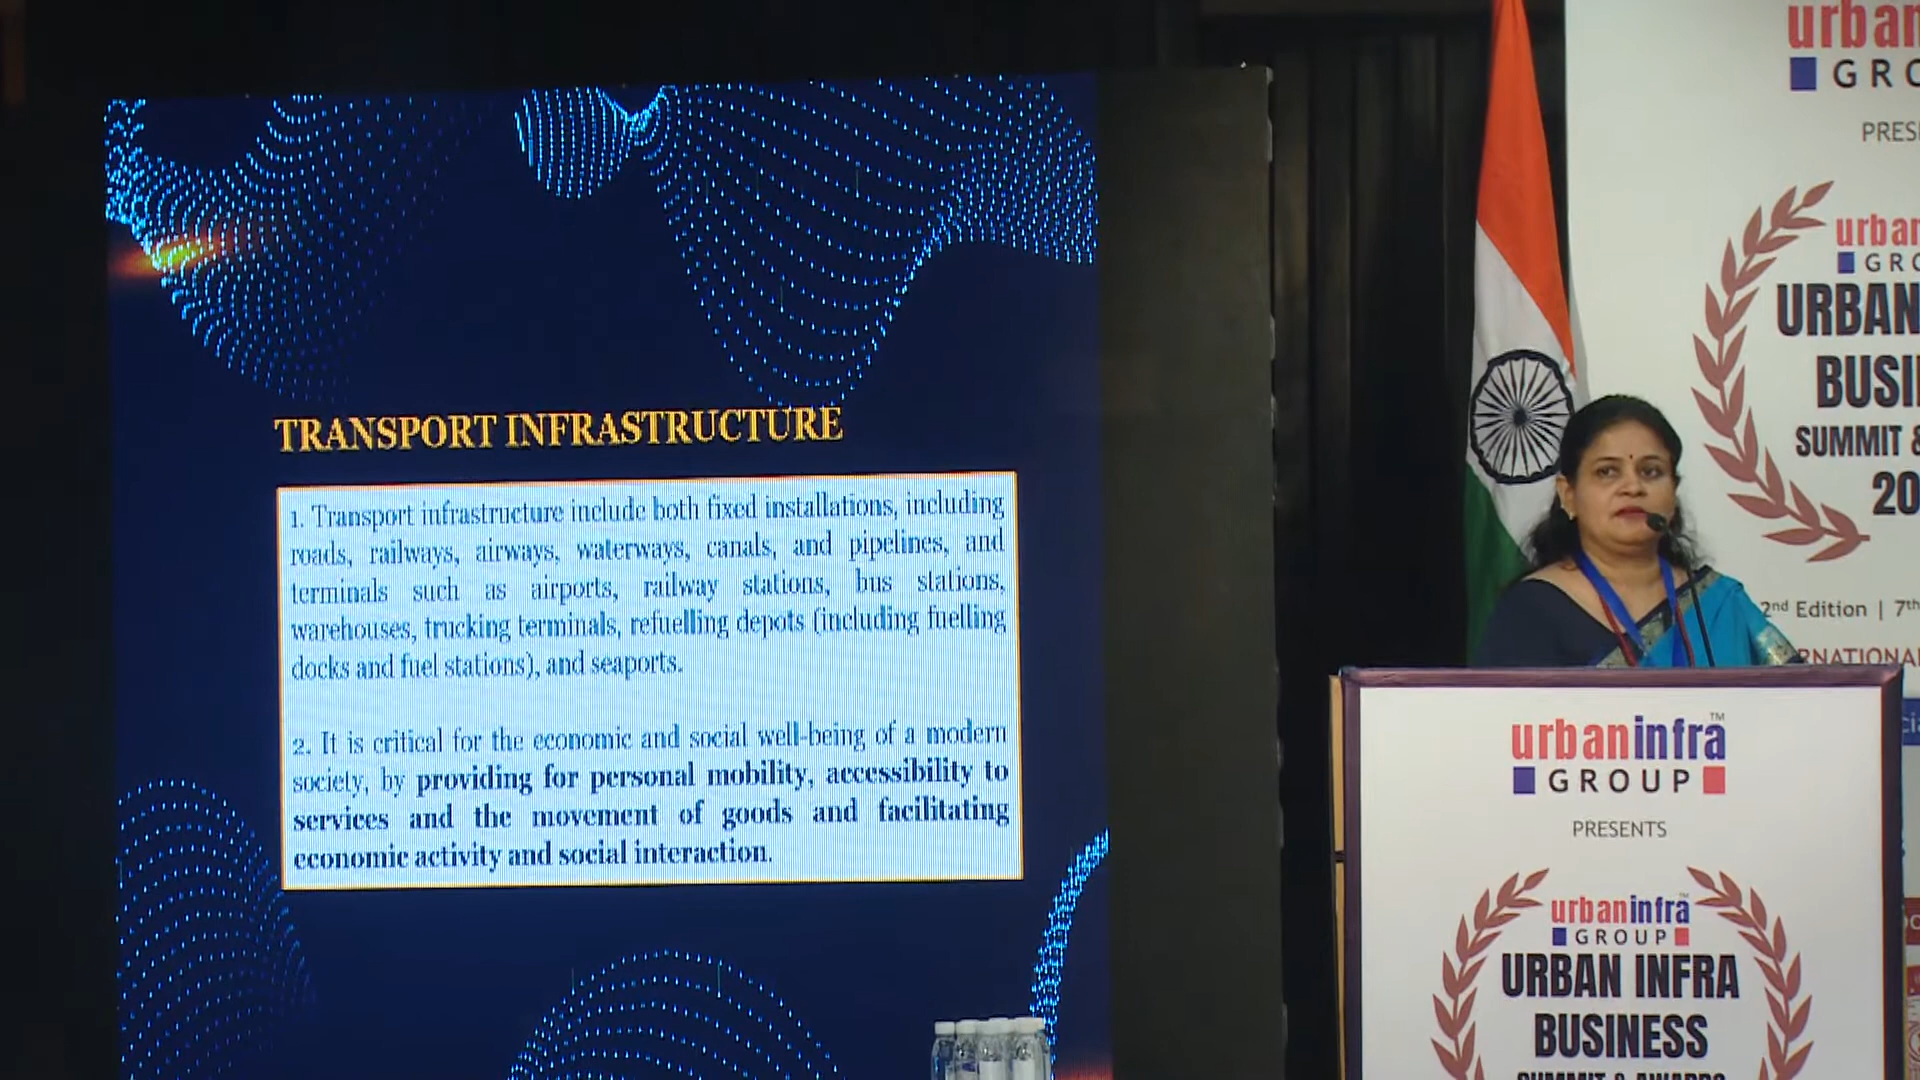 TRANSPORT INFRASTRUCTURE
1. Transport infrastructure include both fixed installations, including
roads, railways, airways, waterways, canals, and pipelines, and
terminals such as airports, railway stations, bus stations,
warehouses, trucking terminals, refuelling depots (including fuelling
docks and fuel stations), and seaports.
2. It is critical for the economic and social well-being of a modern
society, by providing for personal mobility, accessibility to
services and the movement of goods and facilitating
economic activity and social interaction.
urban
GRO
PRES
urban
GRO
URBAN
BUSI
SUMMIT &
20
2nd Edition | 7th
RNATIONAL
urbaninfra™
GROUP
PRESENTS
urbaninfra™
GROUP
URBAN INFRA
BUSINESS
SUMMIT & AWARDS